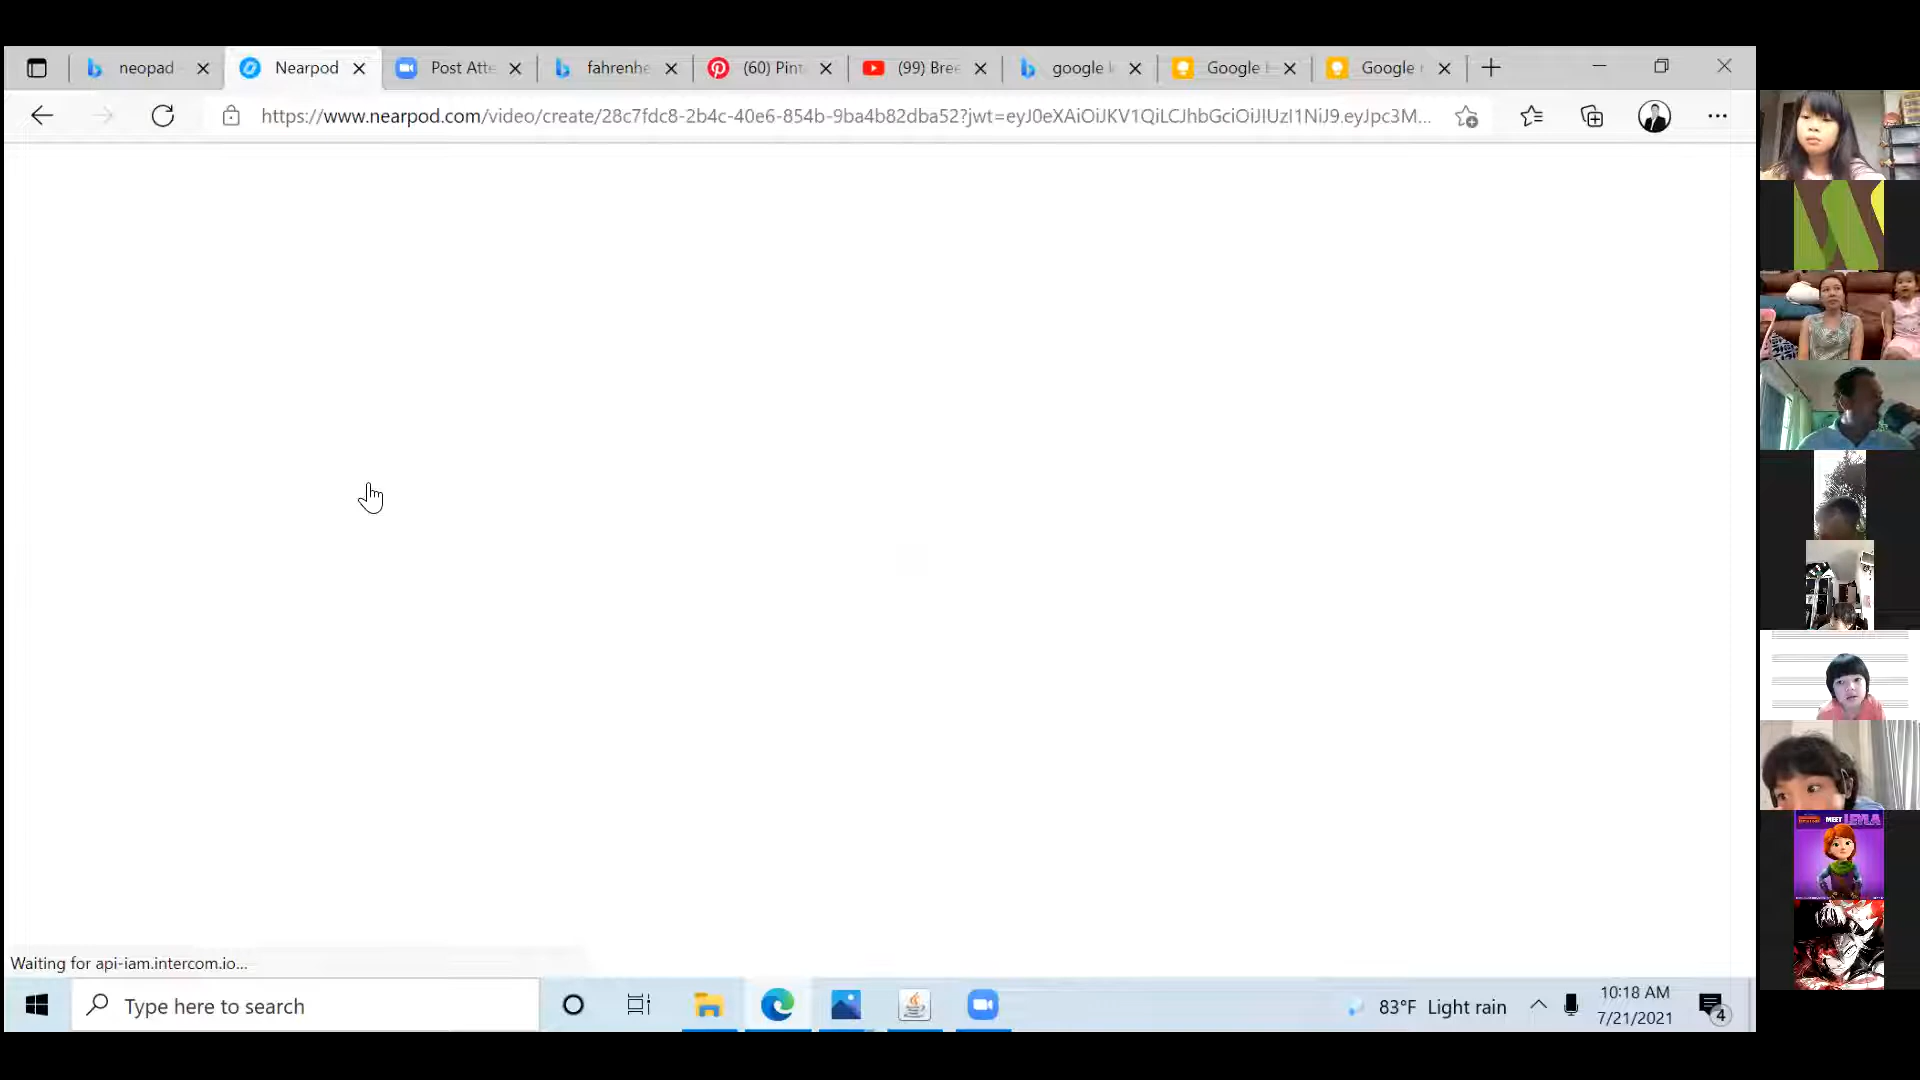 neopad
Nearpod
Post Atte
fahrenhe
(60) Pint
(99) Bree
google l
Google
Google
https://www.nearpod.com/video/create/28c7fdc8-2b4c-40e6-854b-9ba4b82dba52?jwt=eyJ0eXAiOiJKV1QiLCJhbGciOiJIUzI1NiJ9.eyJpc3M...
MEET LEYLA
Waiting for api-iam.intercom.io...
Type here to search
83°F Light rain
10:18 AM
7/21/2021
4